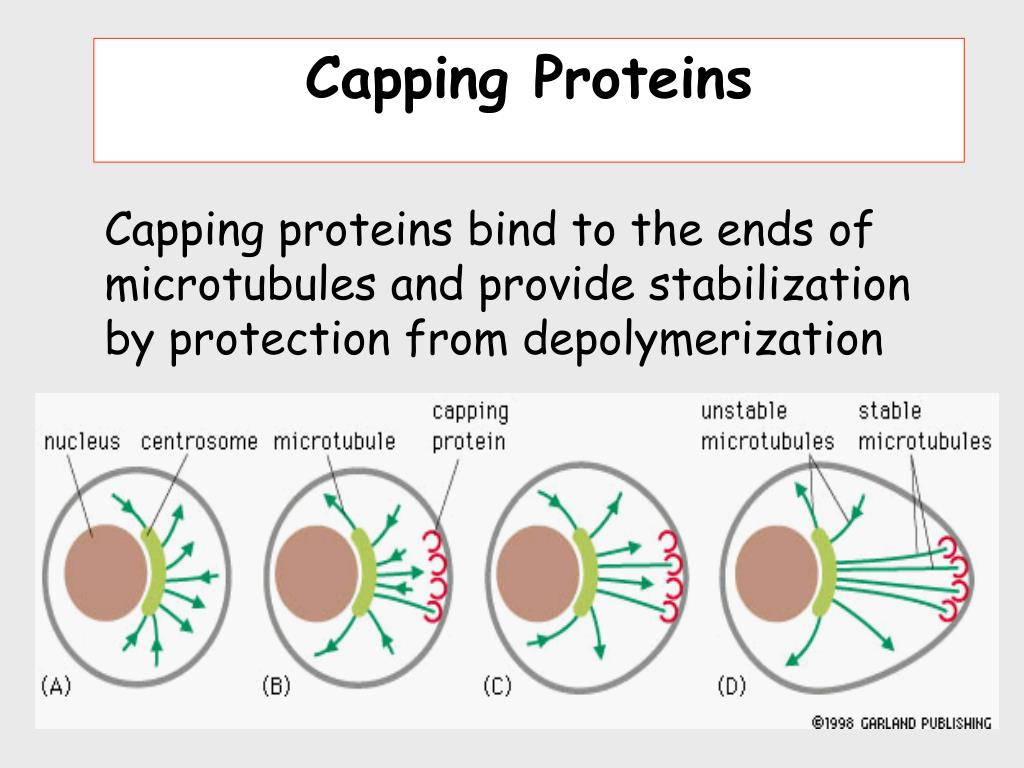 Capping Proteins
Capping proteins bind to the ends of
microtubules and provide stabilization
by protection from depolymerization
nucleus centrosome microtubule
capping
protein
unstable
microtubules
stable
microtubules
(A)
(B)
(C)
(D)
©1998 GARLAND PUBLISHING